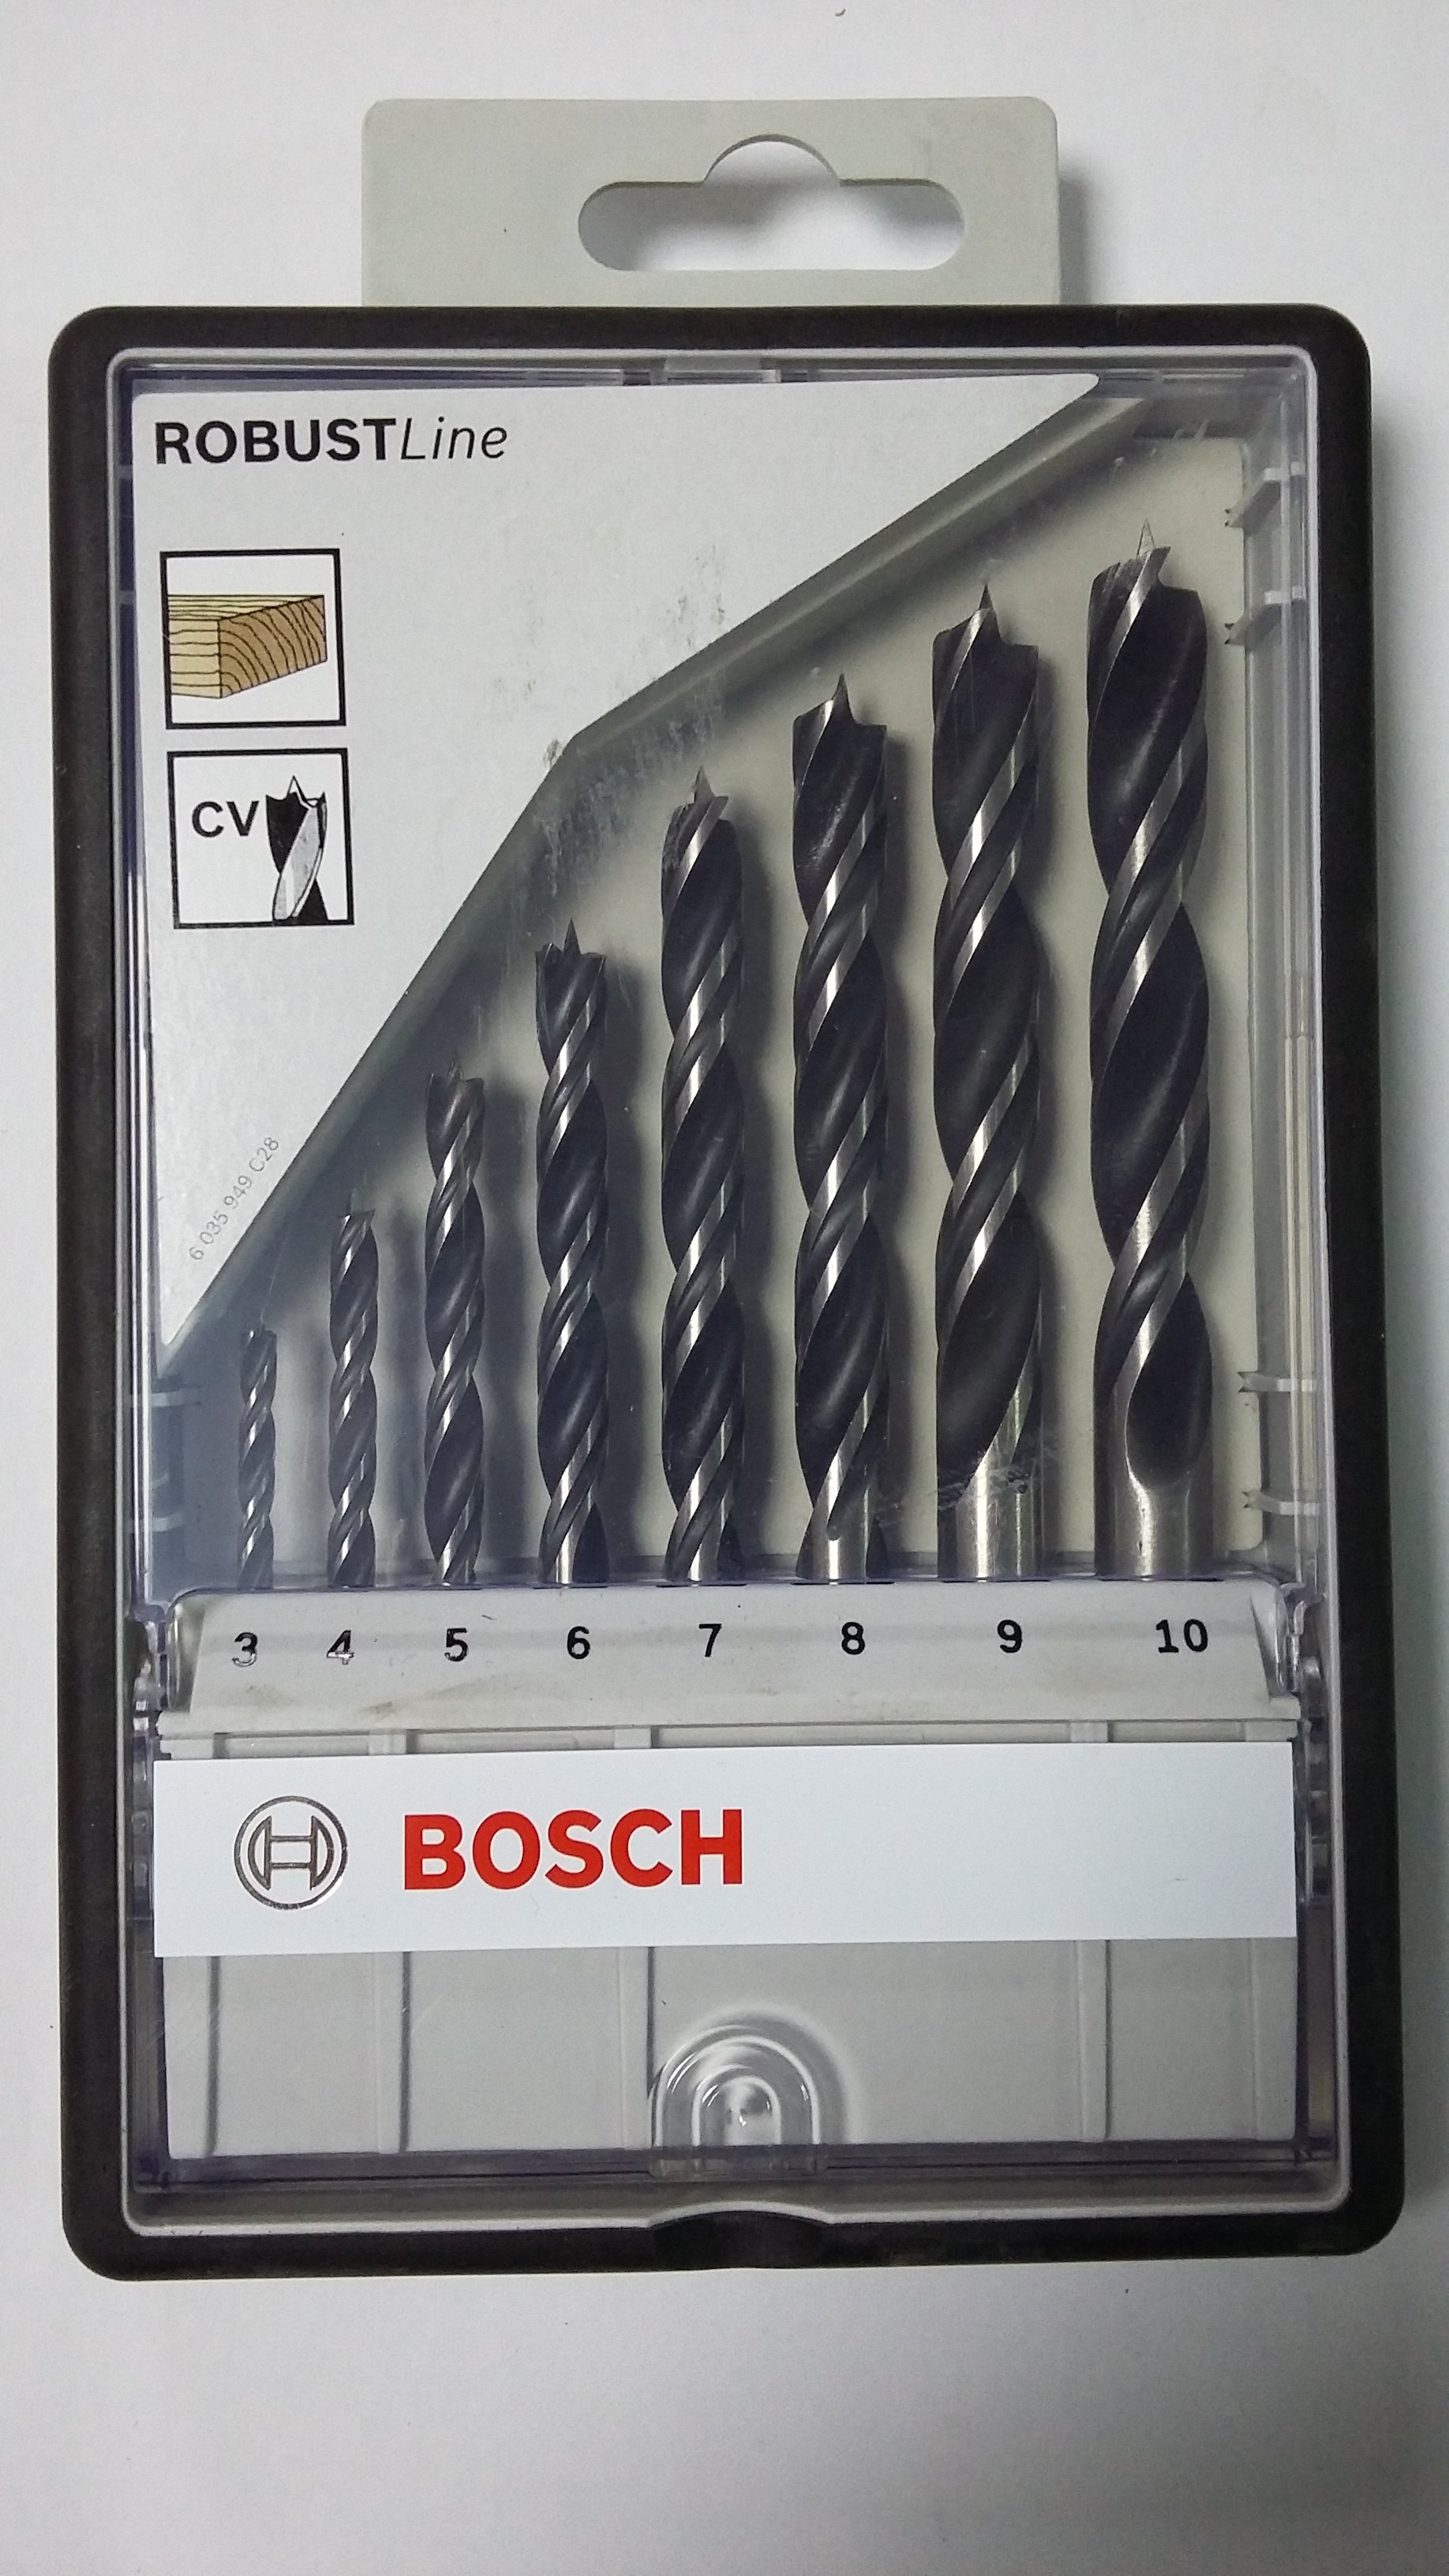 ROBUSTLine
CV
6 035 949 C28
3 4 5 6 7 8 9 10
BOSCH